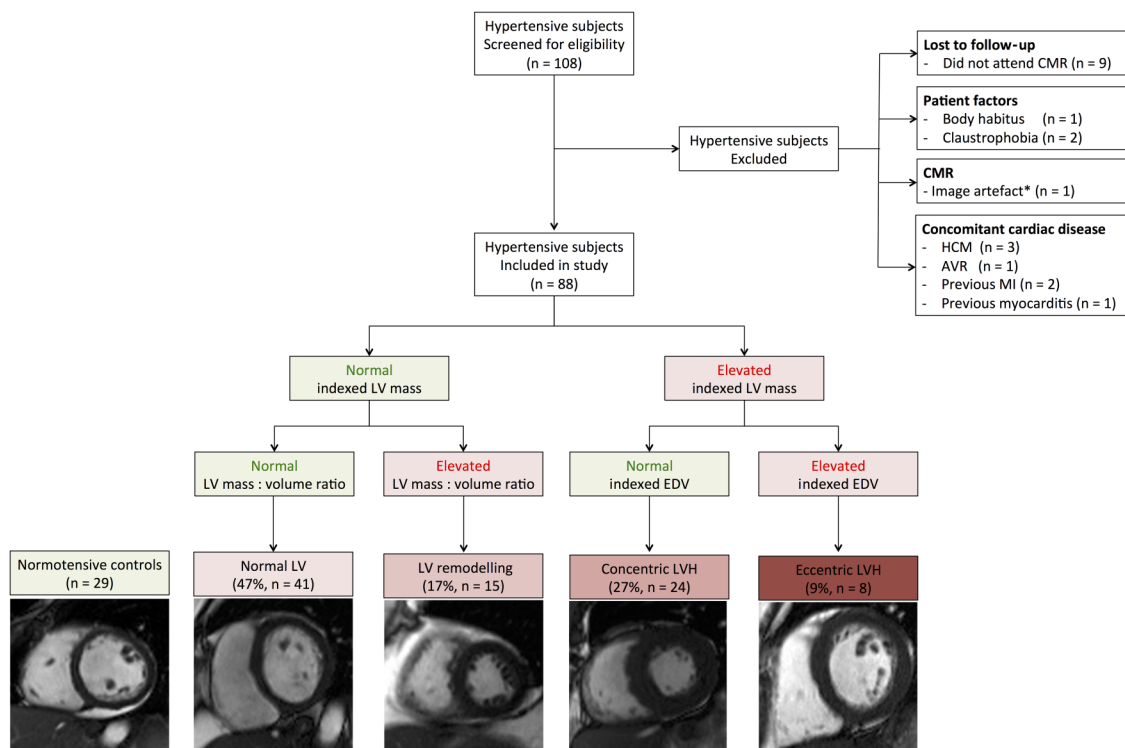 Hypertensive subjects
Screened for eligibility
(n = 108)
Lost to follow-up
- Did not attend CMR (n = 9)
Patient factors
- Body habitus (n = 1)
- Claustrophobia (n = 2)
Hypertensive subjects
Excluded
CMR
- Image artefact* (n = 1)
Concomitant cardiac disease
- HCM (n = 3)
- AVR (n = 1)
- Previous MI (n = 2)
- Previous myocarditis (n = 1)
Hypertensive subjects
Included in study
(n = 88)
Normal
indexed LV mass
Elevated
indexed LV mass
Normal
LV mass : volume ratio
Elevated
LV mass : volume ratio
Normal
indexed EDV
Elevated
indexed EDV
Normotensive controls
(n = 29)
Normal LV
(47%, n = 41)
LV remodelling
(17%, n = 15)
Concentric LVH
(27%, n = 24)
Eccentric LVH
(9%, n = 8)